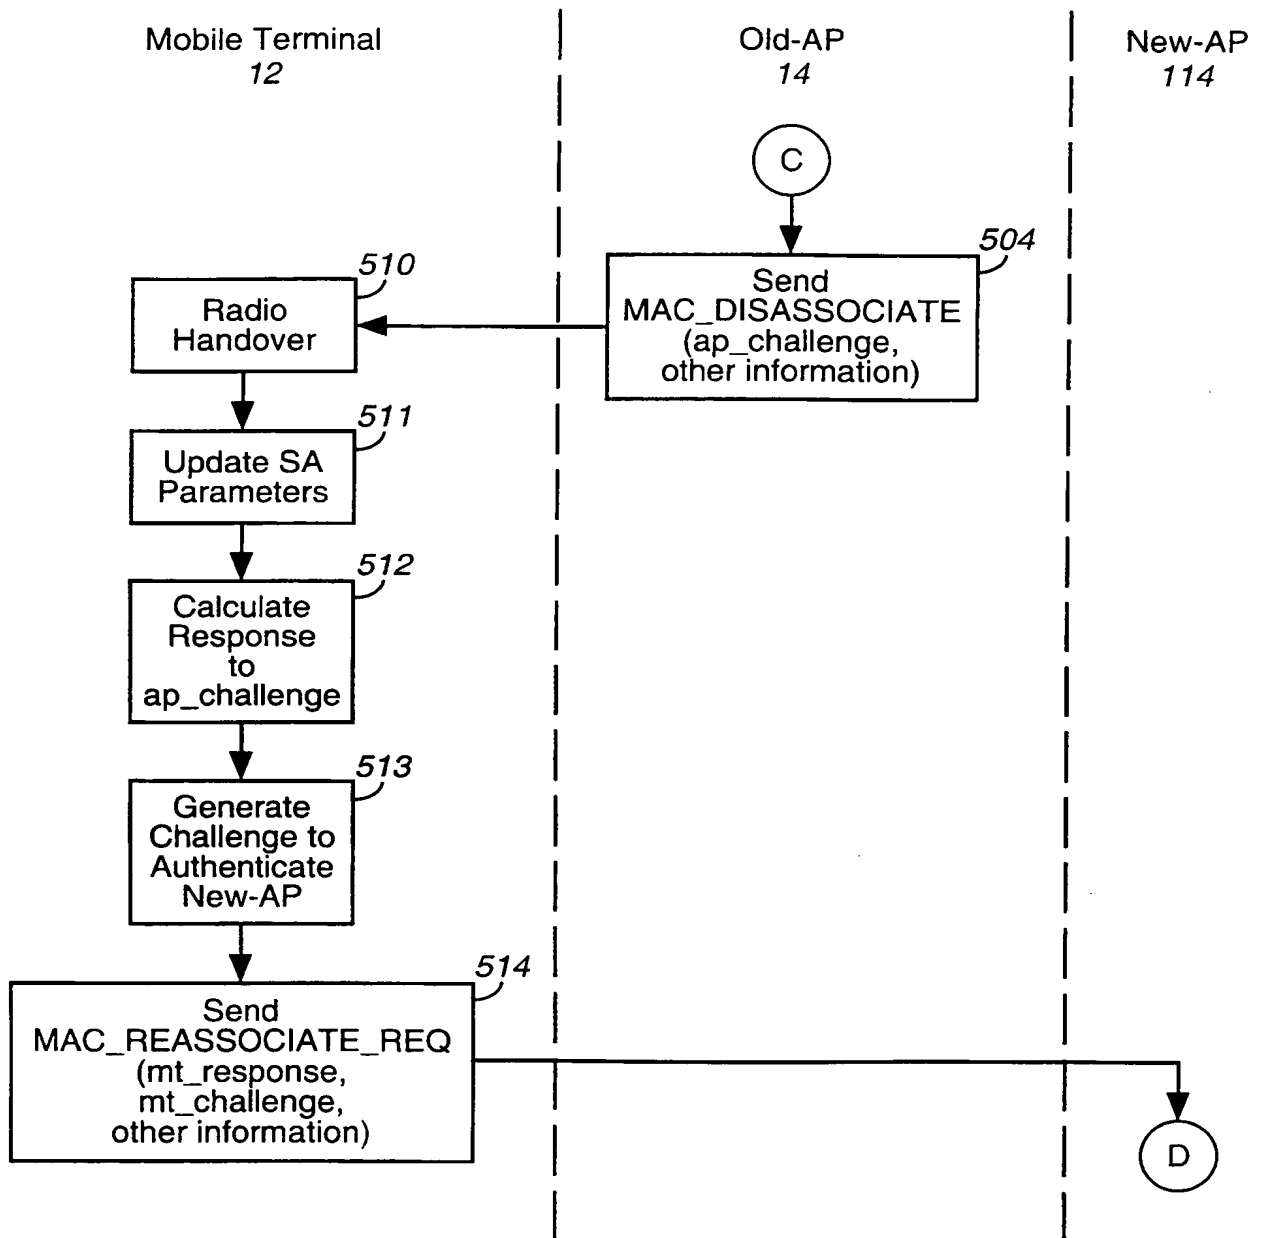 Mobile Terminal
12
Old-AP
14
New-AP
114
C
504
Send
MAC_DISASSOCIATE
(ap_challenge,
other information)
510
Radio
Handover
511
Update SA
Parameters
512
Calculate
Response
to
ap_challenge
513
Generate
Challenge to
Authenticate
New-AP
514
Send
MAC_REASSOCIATE_REQ
(mt_response,
mt_challenge,
other information)
D